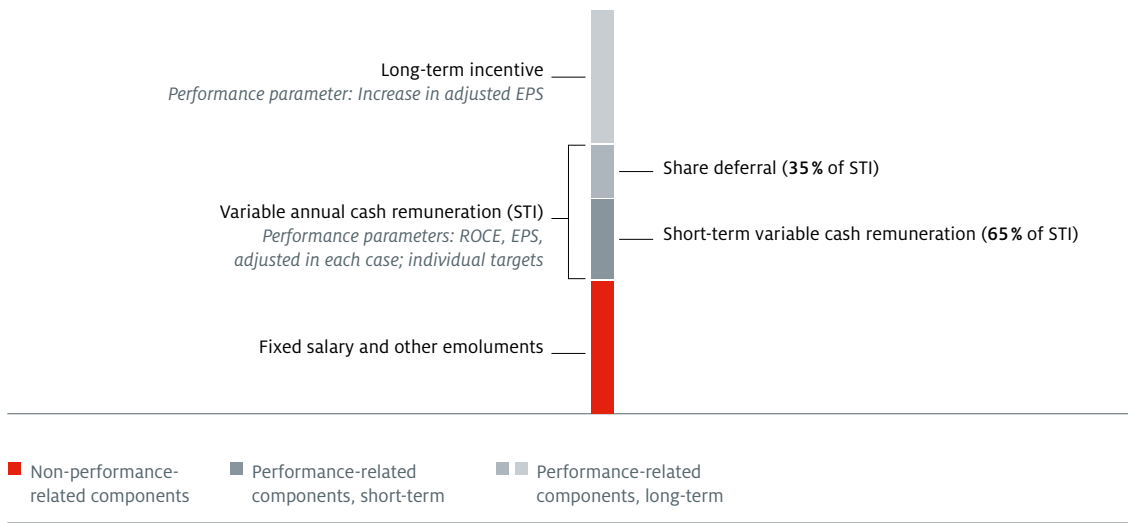 Long-term incentive
Performance parameter: Increase in adjusted EPS
Share deferral (35% of STI)
Variable annual cash remuneration (STI)
Performance parameters: ROCE, EPS,
adjusted in each case; individual targets
Short-term variable cash remuneration (65% of STI)
Fixed salary and other emoluments
Non-performance-
related components
Performance-related
components, short-term
Performance-related
components, long-term